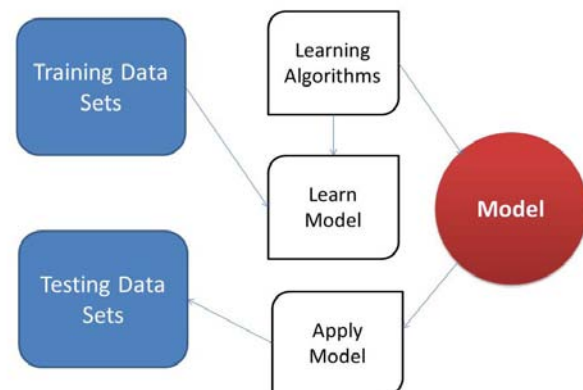 Training Data
Sets
Learning
Algorithms
Learn
Model
Model
Testing Data
Sets
Apply
Model